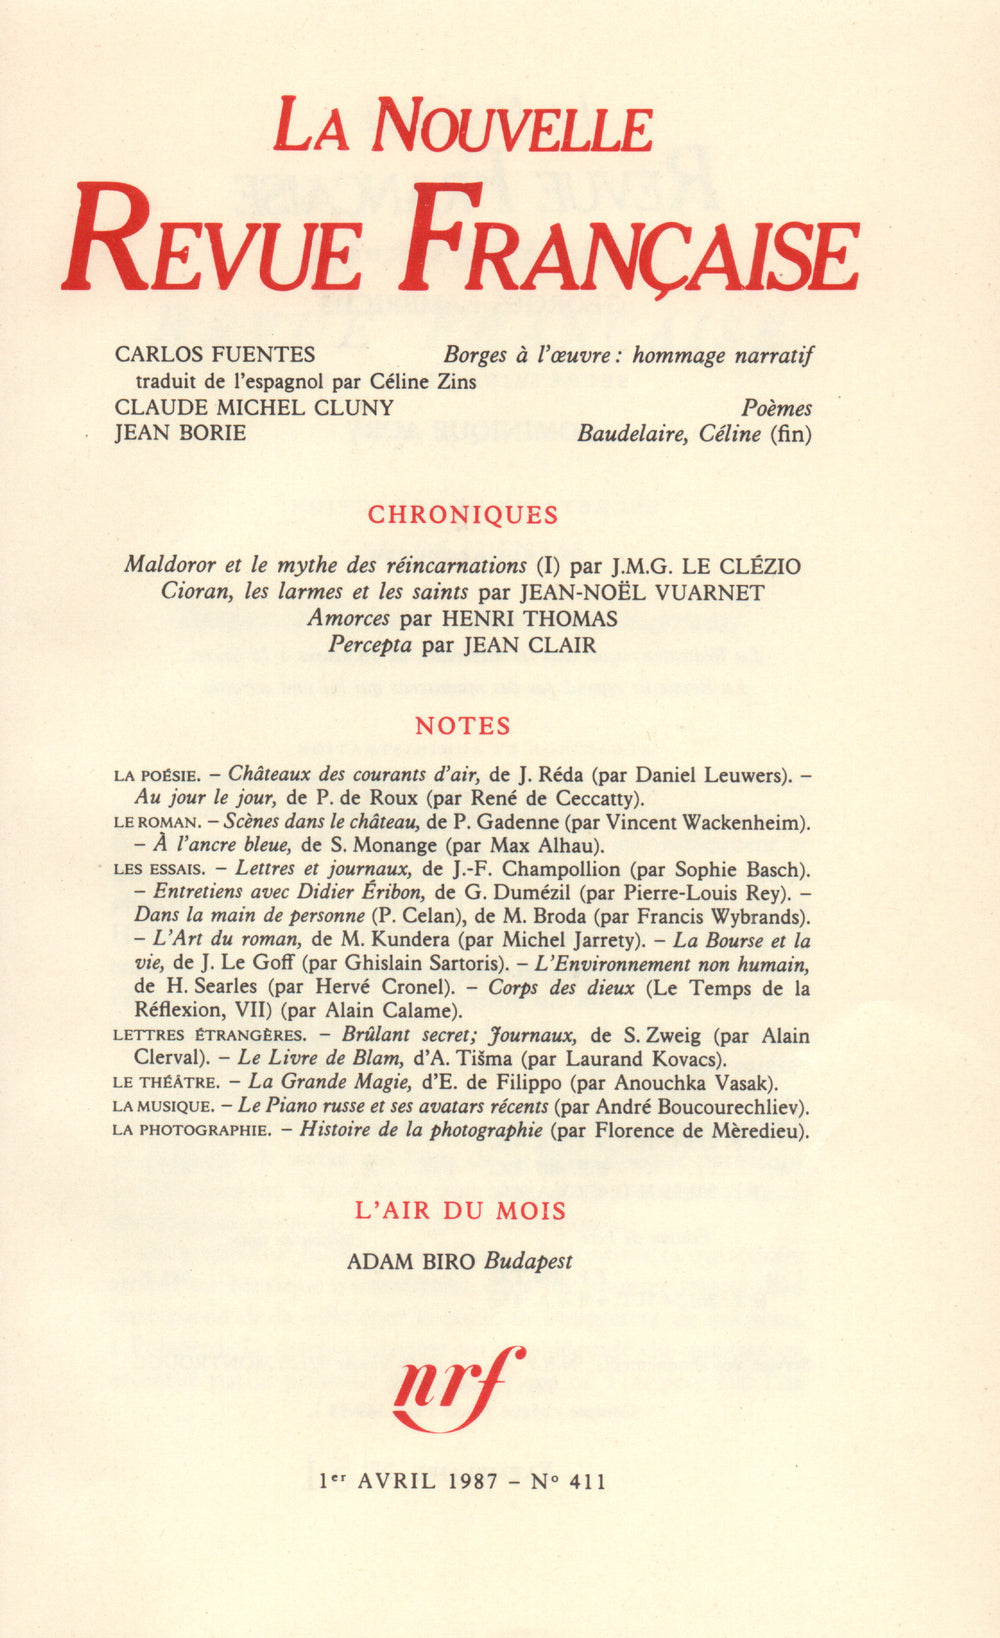 LA NOUVELLE
REVUE FRANÇAISE
CARLOS FUENTES Borges à l'œuvre : hommage narratif
traduit de l'espagnol par Céline Zins
CLAUDE MICHEL CLUNY Poèmes
JEAN BORIE Baudelaire, Céline (fin)
CHRONIQUES
Maldoror et le mythe des réincarnations (I) par J.M.G. LE CLÉZIO
Cioran, les larmes et les saints par JEAN-NOËL VUARNET
Amorces par HENRI THOMAS
Percepta par JEAN CLAIR
NOTES
LA POÉSIE. – Châteaux des courants d'air, de J. Réda (par Daniel Leuwers). –
Au jour le jour, de P. de Roux (par René de Ceccatty).
LE ROMAN. – Scènes dans le château, de P. Gadenne (par Vincent Wackenheim).
– À l'ancre bleue, de S. Monange (par Max Alhau).
LES ESSAIS. – Lettres et journaux, de J.-F. Champollion (par Sophie Basch).
– Entretiens avec Didier Éribon, de G. Dumézil (par Pierre-Louis Rey). –
Dans la main de personne (P. Celan), de M. Broda (par Francis Wybrands).
– L'Art du roman, de M. Kundera (par Michel Jarrety). – La Bourse et la
vie, de J. Le Goff (par Ghislain Sartoris). – L'Environnement non humain,
de H. Searles (par Hervé Cronel). – Corps des dieux (Le Temps de la
Réflexion, VII) (par Alain Calame).
LETTRES ÉTRANGÈRES. – Brûlant secret; Journaux, de S. Zweig (par Alain
Clerval). – Le Livre de Blam, d'A. Tišma (par Laurand Kovacs).
LE THÉÂTRE. – La Grande Magie, d'E. de Filippo (par Anouchka Vasak).
LA MUSIQUE. – Le Piano russe et ses avatars récents (par André Boucourechliev).
LA PHOTOGRAPHIE. – Histoire de la photographie (par Florence de Mèredieu).
L'AIR DU MOIS
ADAM BIRO Budapest
nrf
1er AVRIL 1987 – No 411